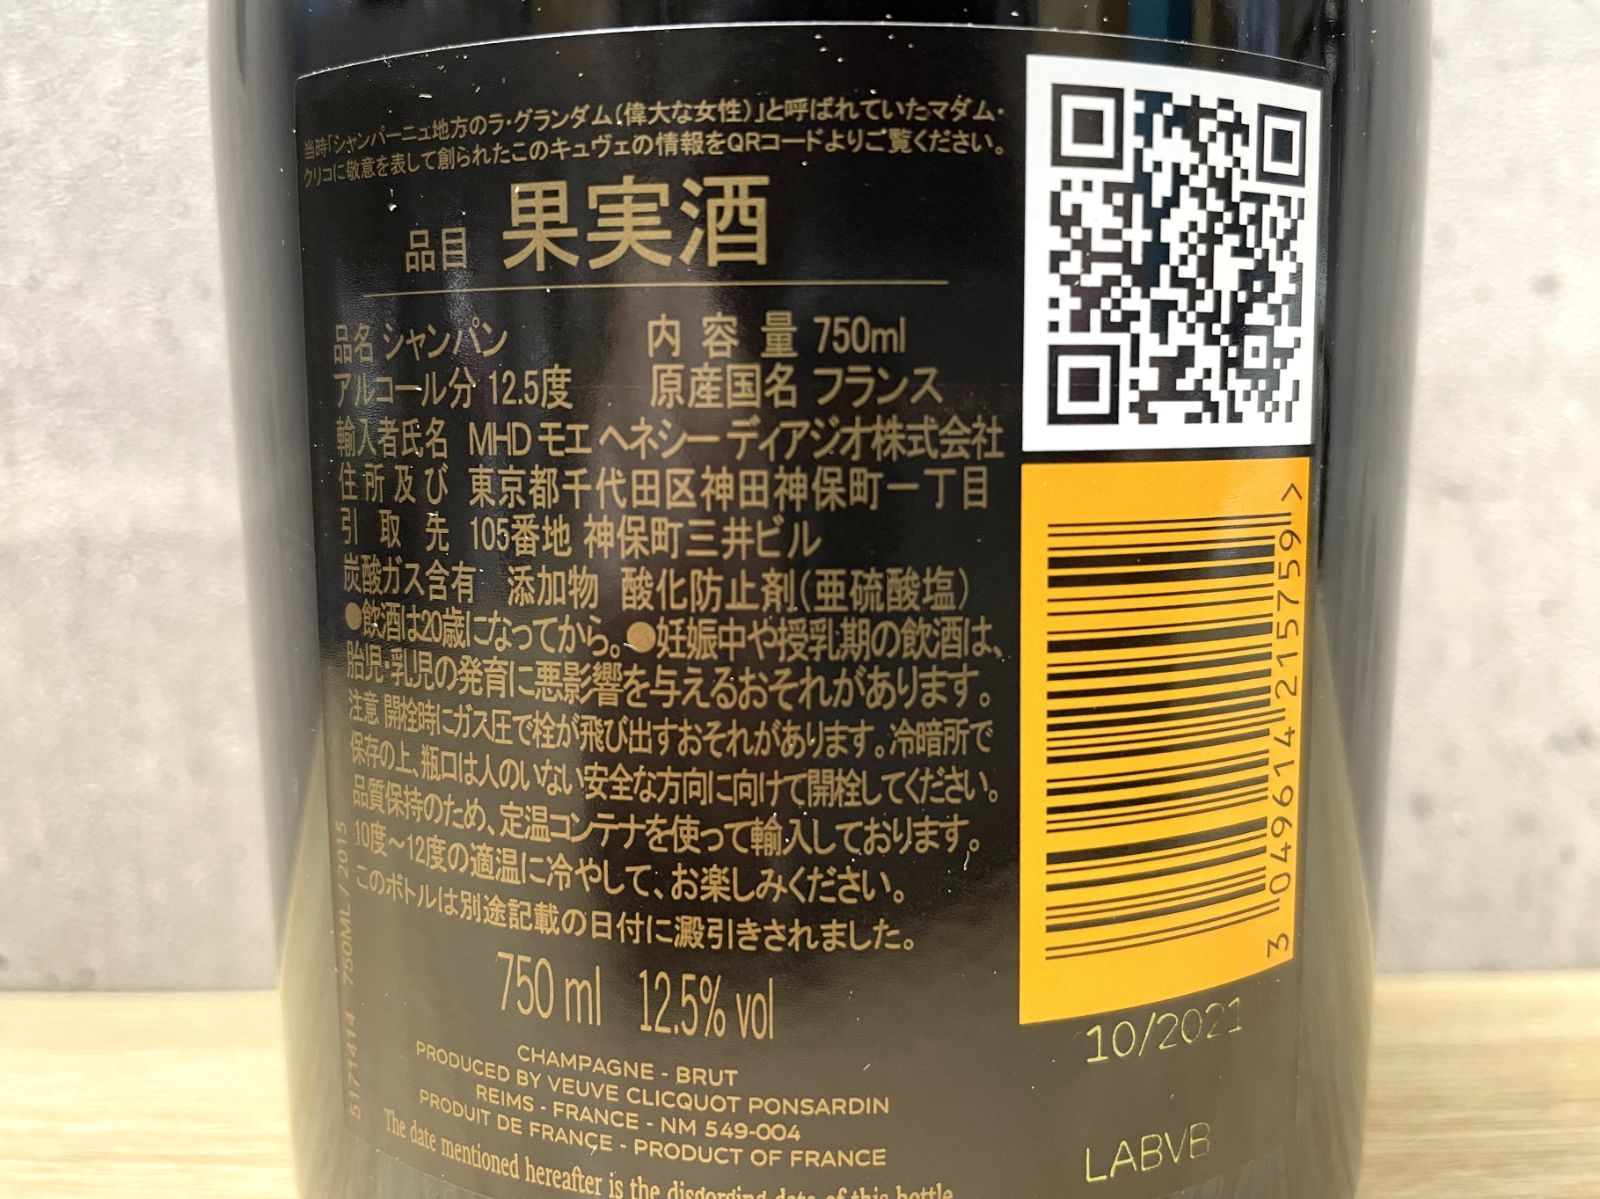 当時「シャンパーニュ地方のラ・グランダム(偉大な女性)」と呼ばれていたマダム・
クリコに敬意を表して創られたこのキュヴェの情報をQRコードよりご覧ください。
品目 果実酒
品名 シャンパン 内容量 750ml
アルコール分 12.5度 原産国名 フランス
輸入者氏名 MHD モエ ヘネシー ディアジオ株式会社
住所及び 東京都千代田区神田神保町一丁目
引取先 105番地 神保町三井ビル
炭酸ガス含有 添加物 酸化防止剤(亜硫酸塩)
●飲酒は20歳になってから。●妊娠中や授乳期の飲酒は、
胎児・乳児の発育に悪影響を与えるおそれがあります。
注意 開栓時にガス圧で栓が飛び出すおそれがあります。冷暗所で
保存の上、瓶口は人のいない安全な方向に向けて開栓してください。
品質保持のため、定温コンテナを使って輸入しております。
10度〜12度の適温に冷やして、お楽しみください。
このボトルは別途記載の日付に澱引きされました。
750 ml 12.5% vol
CHAMPAGNE - BRUT
PRODUCED BY VEUVE CLICQUOT PONSARDIN
REIMS - FRANCE - NM 549-004
PRODUIT DE FRANCE - PRODUCT OF FRANCE
The date mentioned hereafter is the disgorging date of this bottle
5171414 750ML / 2015
3 049614 215759 >
10/2021
LABVB